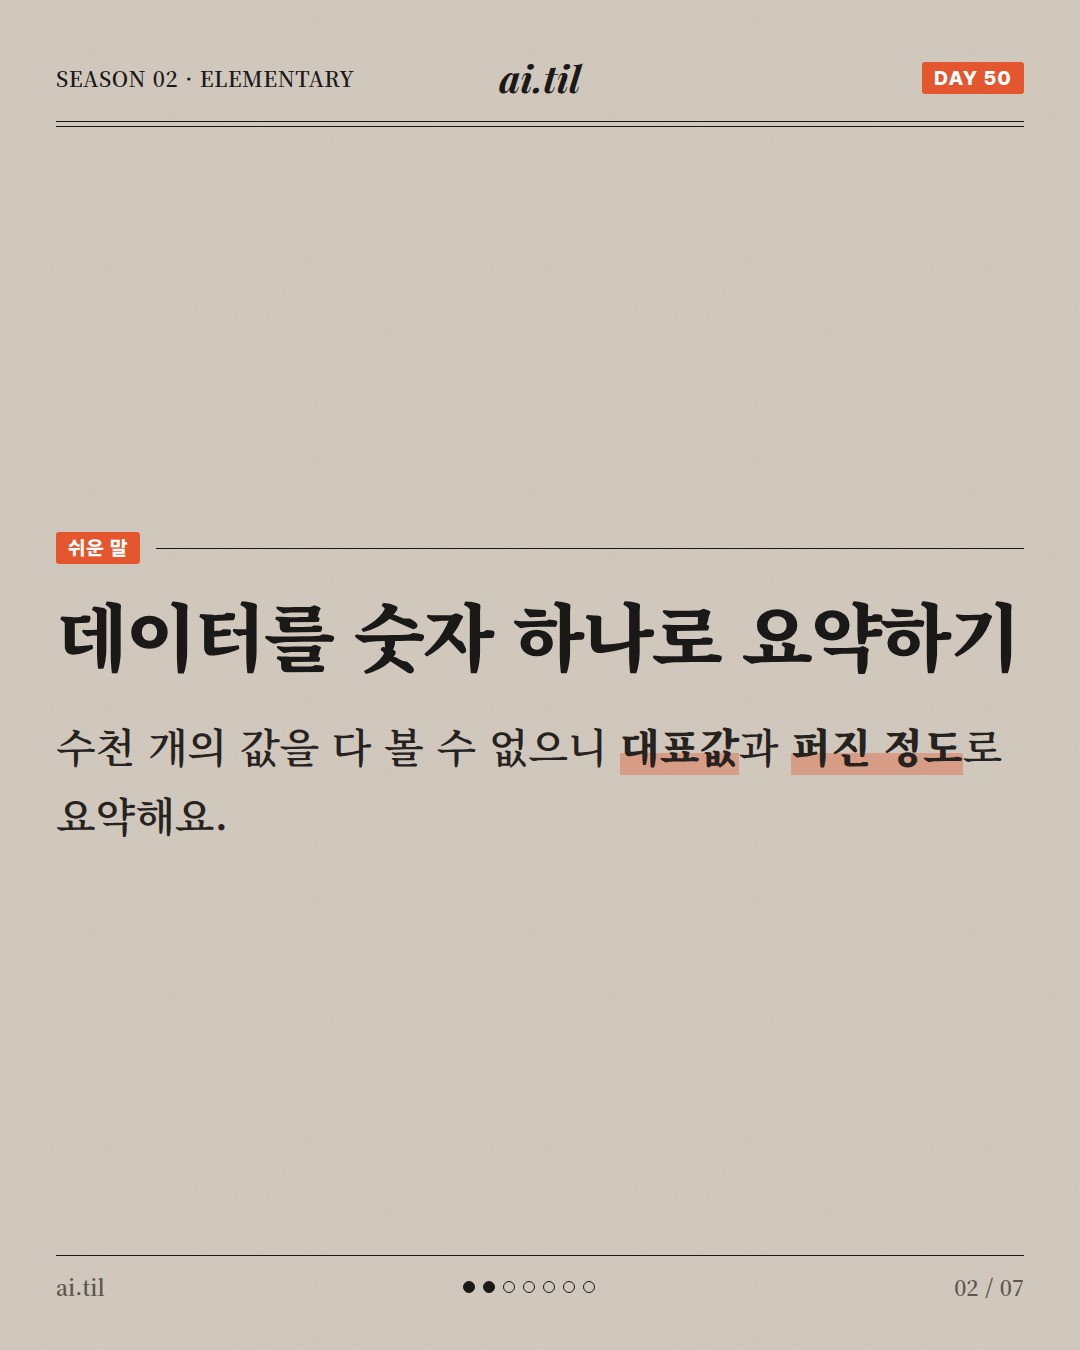 SEASON 02 · ELEMENTARY
ai.til
DAY 50
쉬운 말
데이터를 숫자 하나로 요약하기
수천 개의 값을 다 볼 수 없으니 대표값과 퍼진 정도로
요약해요.
ai.til
02 / 07